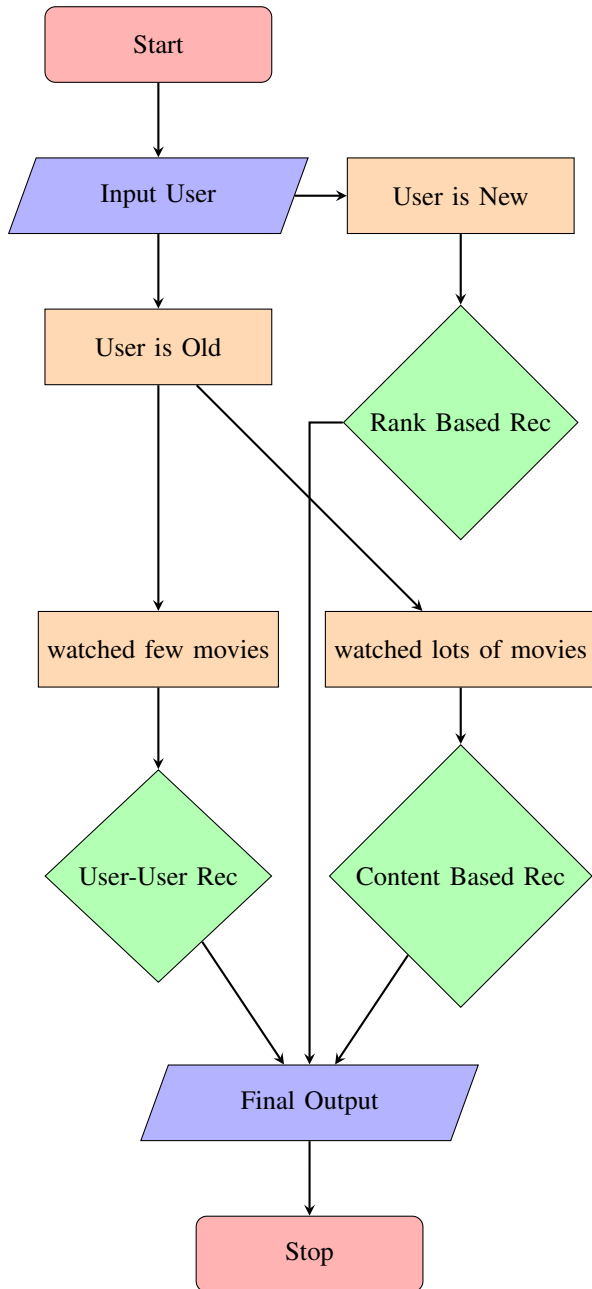 Start
Input User
User is New
User is Old
Rank Based Rec
watched few movies
watched lots of movies
User-User Rec
Content Based Rec
Final Output
Stop